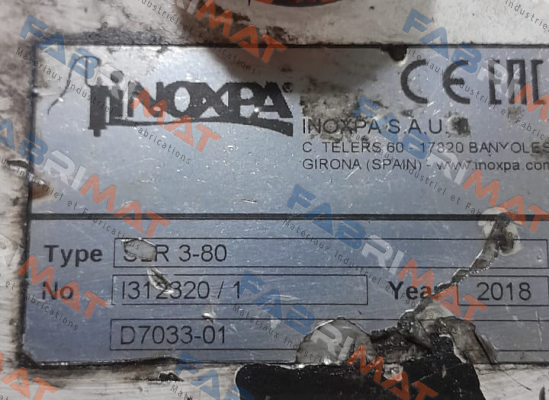 INOXPA
CE EAC
INOXPA S.A.U.
C TELERS 60 - 17820 BANYOLES
GIRONA (SPAIN) - www.inoxpa.com
Type SLR 3-80
No I312320 / 1 Year 2018
D7033-01
FABRIMAT